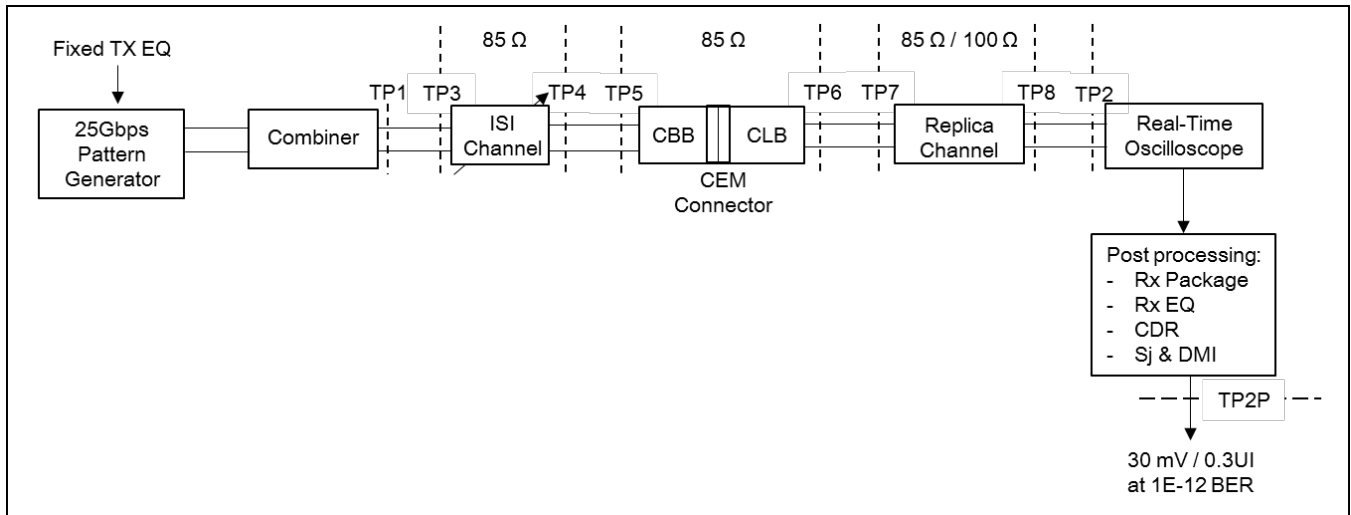 Fixed TX EQ
85 Ω
85 Ω
85 Ω / 100 Ω
TP1
TP3
TP4
TP5
TP6
TP7
TP8
TP2
25Gbps
Pattern
Generator
Combiner
ISI
Channel
CBB
CLB
CEM
Connector
Replica
Channel
Real-Time
Oscilloscope
Post processing:
- Rx Package
- Rx EQ
- CDR
- Sj & DMI
TP2P
30 mV / 0.3UI
at 1E-12 BER